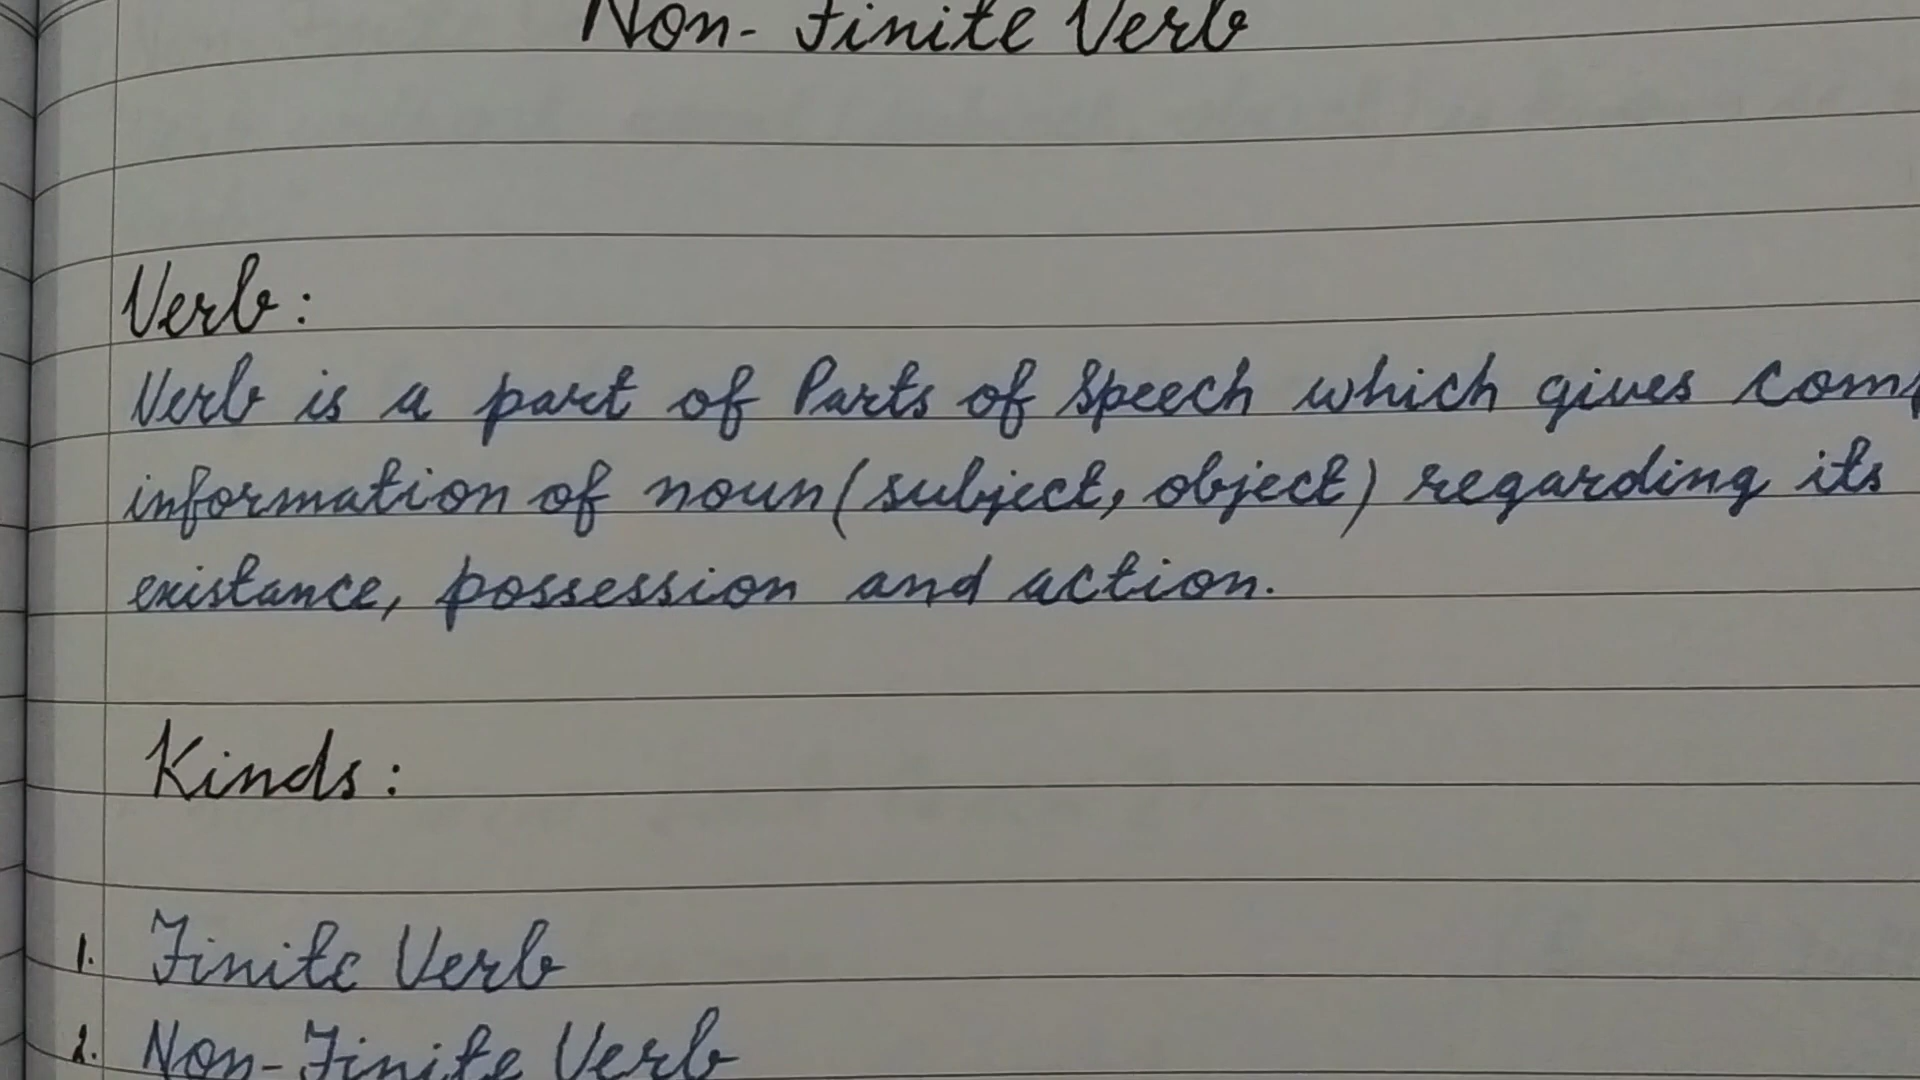 Non-Finite Verb
Verb:
Verb is a part of Parts of Speech which gives
information of noun (subject, object) regarding its
existance, possession and action.
Kinds:
1. Finite Verb
2. Non-Finite Verb